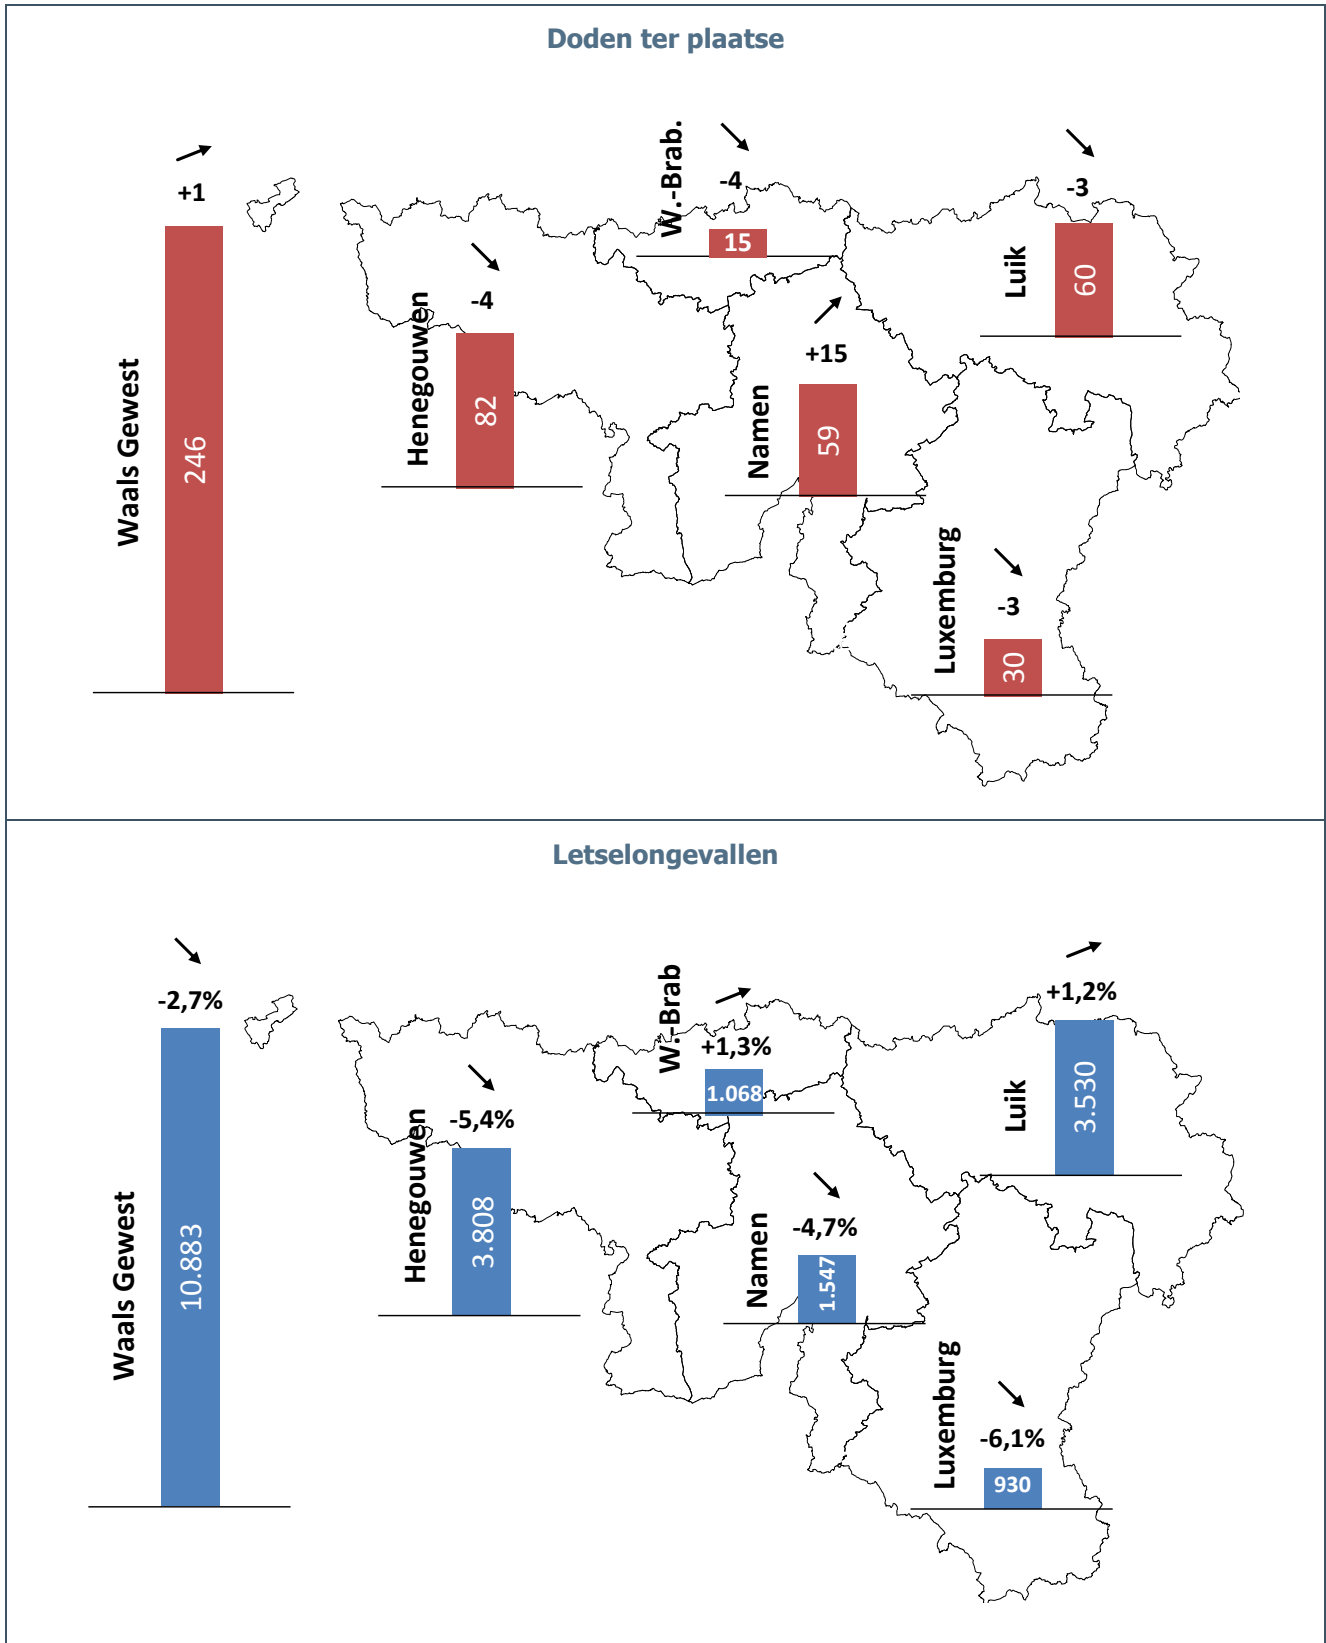 Doden ter plaatse
Waals Gewest
+1
246
Henegouwen
-4
82
W.-Brab.
-4
15
Namen
+15
59
Luik
-3
60
Luxemburg
-3
30
Letselongevallen
Waals Gewest
-2,7%
10.883
Henegouwen
-5,4%
3.808
W.-Brab
+1,3%
1.068
Namen
-4,7%
1.547
Luik
+1,2%
3.530
Luxemburg
-6,1%
930